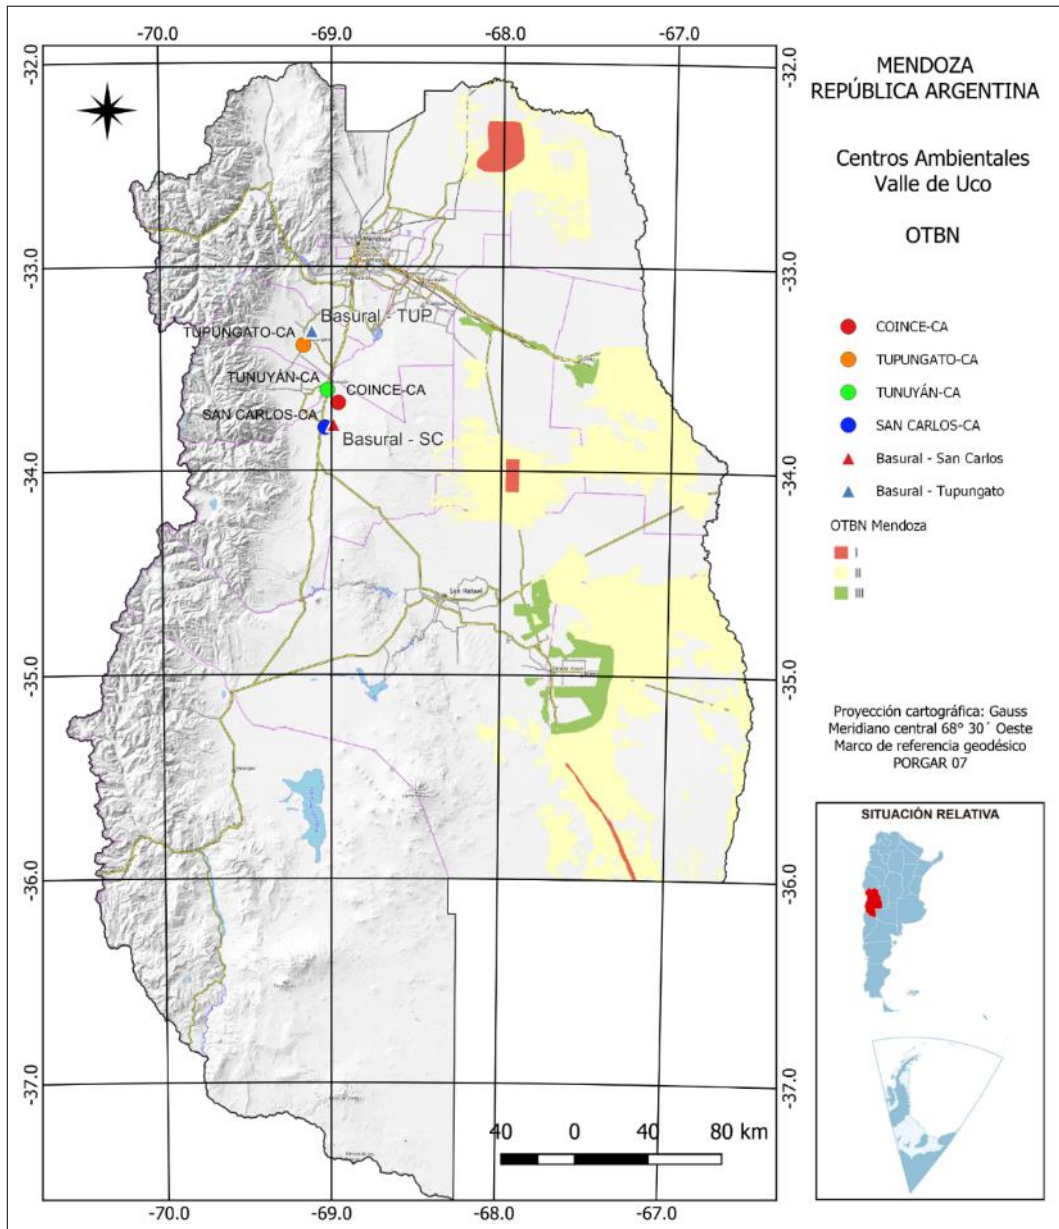 -70.0
-69.0
-68.0
-67.0
-32.0
-32.0
MENDOZA
REPÚBLICA ARGENTINA
Centros Ambientales
Valle de Uco
OTBN
-33.0
-33.0
Mendoza
Basural - TUP
TUPUNGATO-CA
TUNUYÁN-CA
COINCE-CA
SAN CARLOS-CA
Basural - SC
COINCE-CA
TUPUNGATO-CA
TUNUYÁN-CA
SAN CARLOS-CA
Basural - San Carlos
Basural - Tupungato
OTBN Mendoza
I
II
III
-34.0
-34.0
San Rafael
-35.0
-35.0
Proyección cartográfica: Gauss
Meridiano central 68° 30´ Oeste
Marco de referencia geodésico
PORGAR 07
SITUACIÓN RELATIVA
-36.0
-36.0
-37.0
-37.0
40 0 40 80 km
-70.0
-69.0
-68.0
-67.0